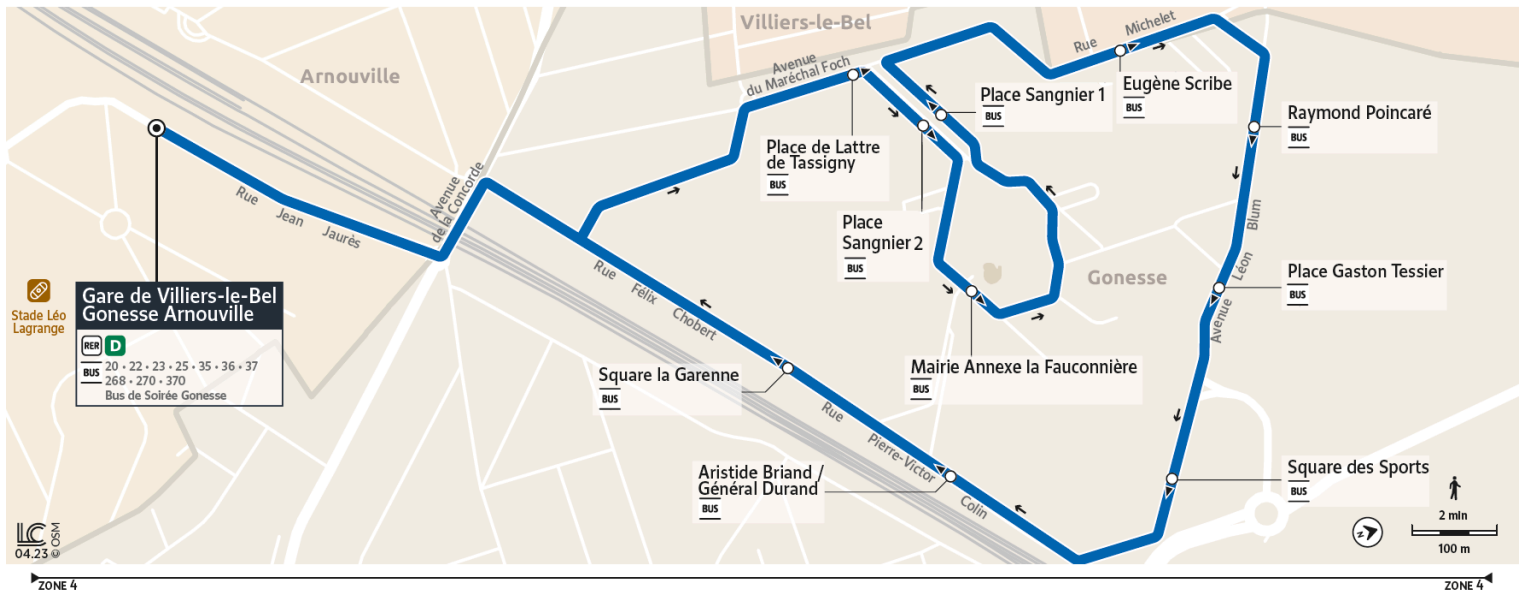 Villiers-le-Bel
Arnouville
Avenue
du Maréchal Foch
Rue Michelet
Eugène Scribe
BUS
Place Sangnier 1
BUS
Raymond Poincaré
BUS
Place de Lattre
de Tassigny
BUS
Place
Sangnier 2
BUS
Avenue
de la Concorde
Rue Jean Jaurès
Avenue Léon Blum
Gonesse
Place Gaston Tessier
BUS
Stade Léo
Lagrange
Gare de Villiers-le-Bel
Gonesse Arnouville
RER D
BUS 20 • 22 • 23 • 25 • 35 • 36 • 37
268 • 270 • 370
Bus de Soirée Gonesse
Rue Félix Chobert
Square la Garenne
BUS
Mairie Annexe la Fauconnière
BUS
Rue Pierre-Victor Colin
Aristide Briand /
Général Durand
BUS
Square des Sports
BUS
N
2 min
100 m
LC
04.23 © OSM
ZONE 4
ZONE 4